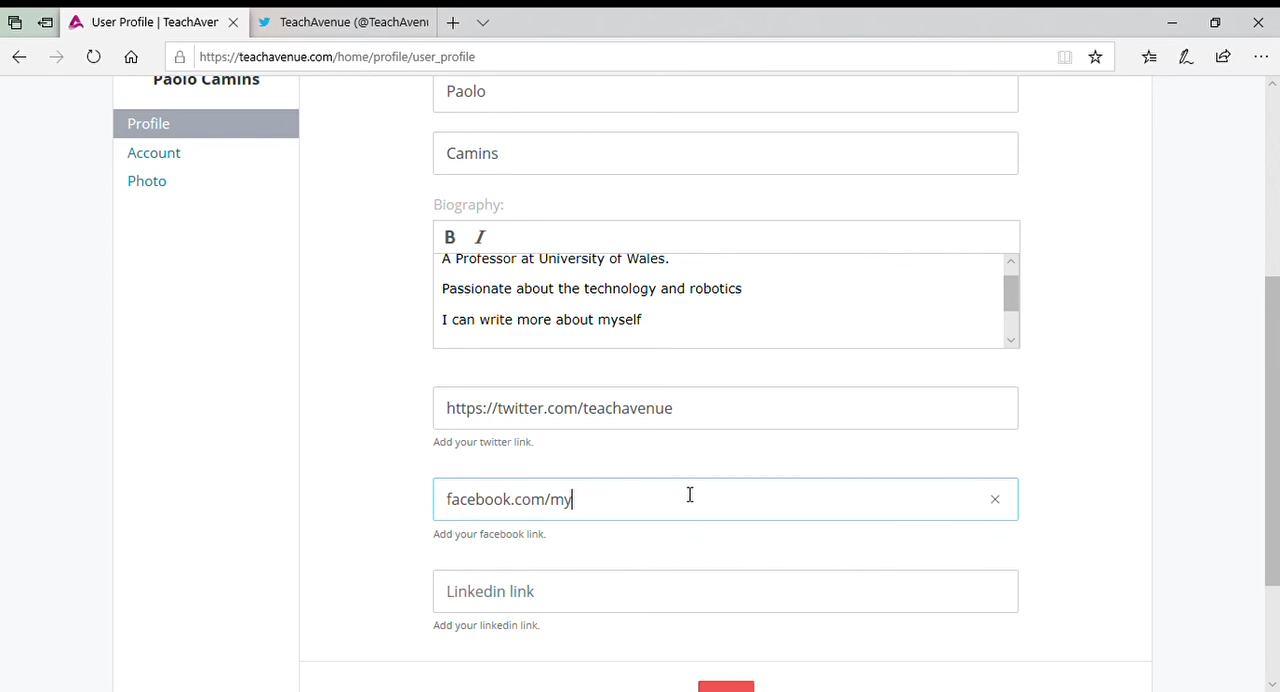 User Profile | TeachAver
TeachAvenue (@TeachAvenu
https://teachavenue.com/home/profile/user_profile
Paolo Camins
Profile
Account
Photo
Paolo
Camins
Biography:
B I
A Professor at University of Wales.
Passionate about the technology and robotics
I can write more about myself
https://twitter.com/teachavenue
Add your twitter link.
facebook.com/my
Add your facebook link.
Linkedin link
Add your linkedin link.